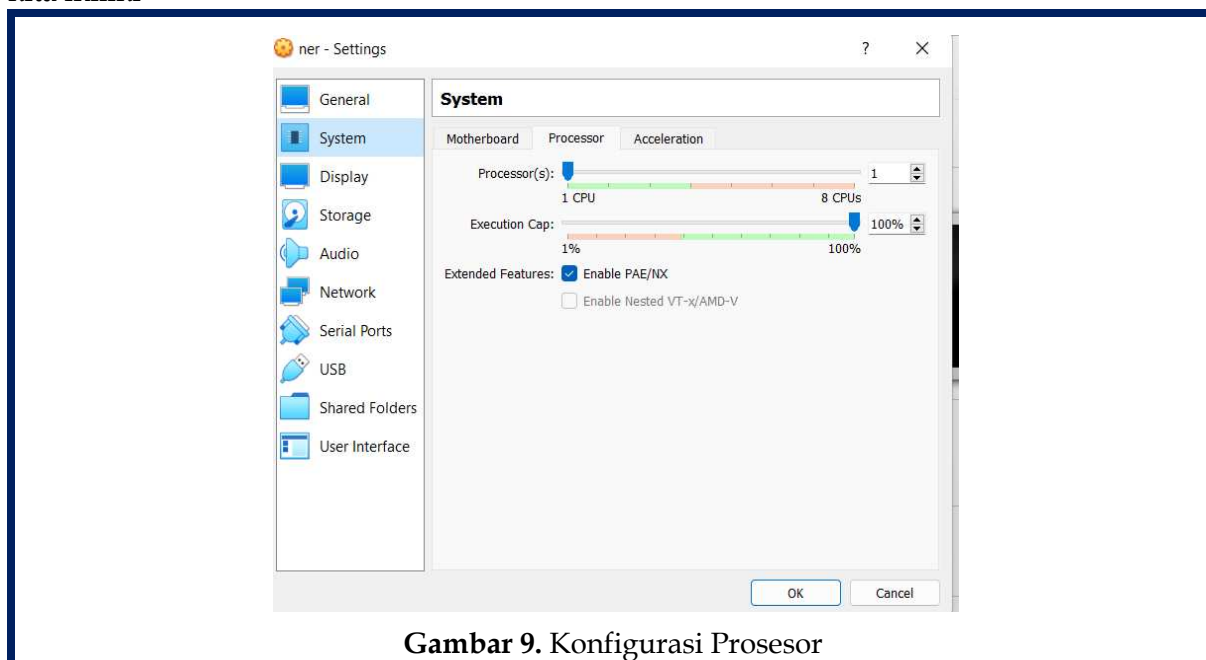 ner - Settings
?
General
System
Display
Storage
Audio
Network
Serial Ports
USB
Shared Folders
User Interface
System
Motherboard Processor Acceleration
Processor(s): 1
1 CPU 8 CPUs
Execution Cap: 100%
1% 100%
Extended Features: Enable PAE/NX
Enable Nested VT-x/AMD-V
OK Cancel
Gambar 9. Konfigurasi Prosesor